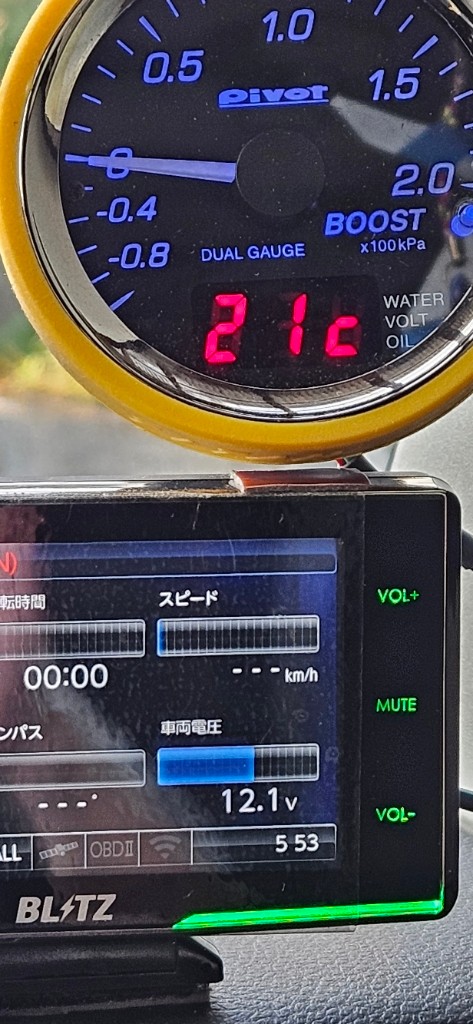 1.0
0.5
1.5
Pivot
0
2.0
-0.4
BOOST
x100kPa
-0.8
DUAL GAUGE
21c
WATER
VOLT
OIL
N)
転時間
スピード
VOL+
00:00
---km/h
MUTE
ンパス
車両電圧
---°
12.1v
VOL-
ALL
OBDⅡ
5 53
BLITZ